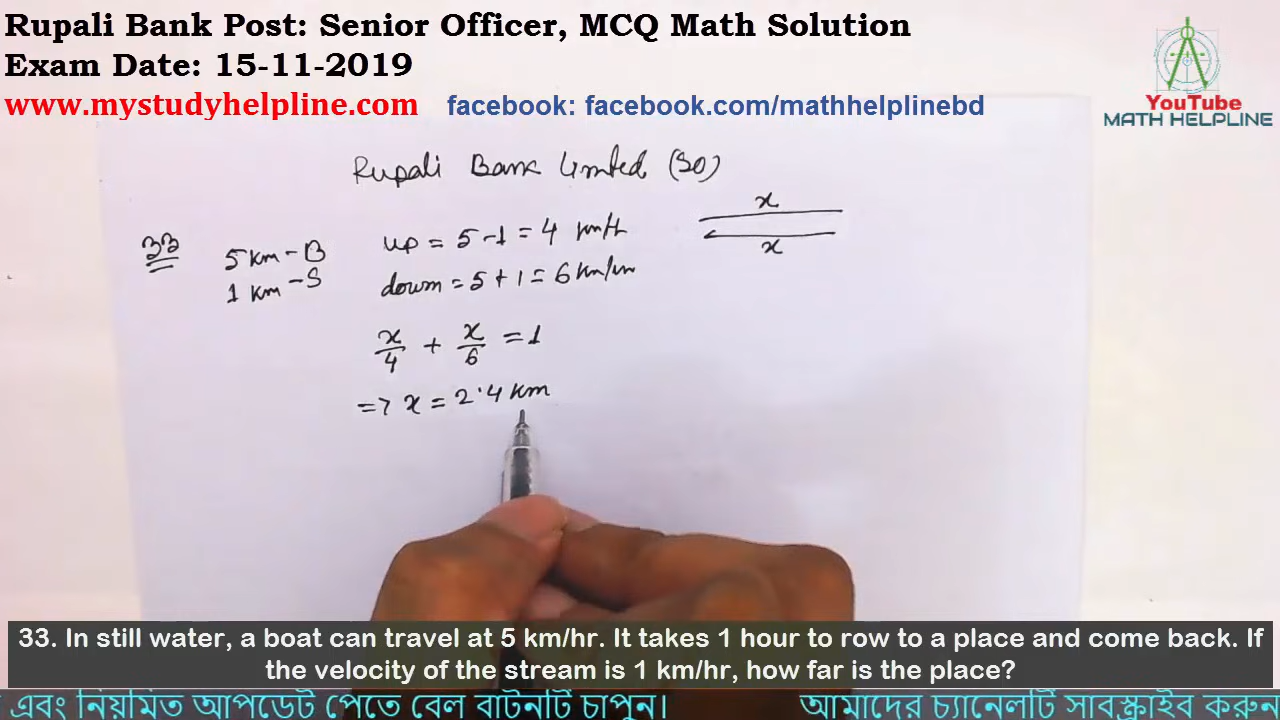 Rupali Bank Post: Senior Officer, MCQ Math Solution
Exam Date: 15-11-2019
www.mystudyhelpline.com facebook: facebook.com/mathhelplinebd
YouTube
MATH HELPLINE
Rupali Bank Limited (SO)
x
33 5 km - B up = 5 - 1 = 4 km/h
x
1 km - S down = 5 + 1 = 6 km/h
x/4 + x/6 = 1
=> x = 2.4 km
33. In still water, a boat can travel at 5 km/hr. It takes 1 hour to row to a place and come back. If
the velocity of the stream is 1 km/hr, how far is the place?
এবং নিয়মিত আপডেট পেতে বেল বাটনটি চাপুন। আমাদের চ্যানেলটি সাবস্ক্রাইব করুন